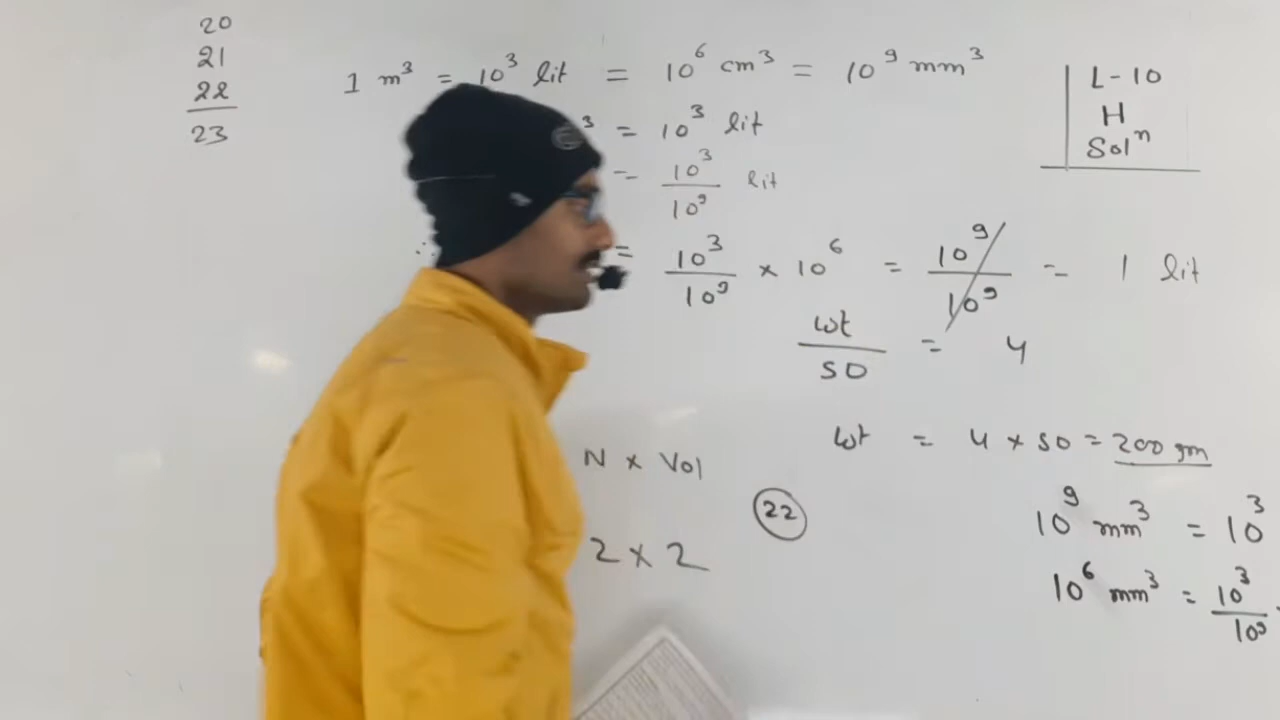 20
21
22
23
1 m³ = 10³ lit = 10⁶ cm³ = 10⁹ mm³
³ = 10³ lit
= 10³/10⁹ lit
∴ = 10³/10⁹ × 10⁶ = 10⁹/10⁹ = 1 lit
wt/50 = 4
wt = 4 × 50 = 200 gm
N × Vol
2 × 2
22
10⁹ mm³ = 10³
10⁶ mm³ = 10³/10⁹
L-10
H
Solⁿ